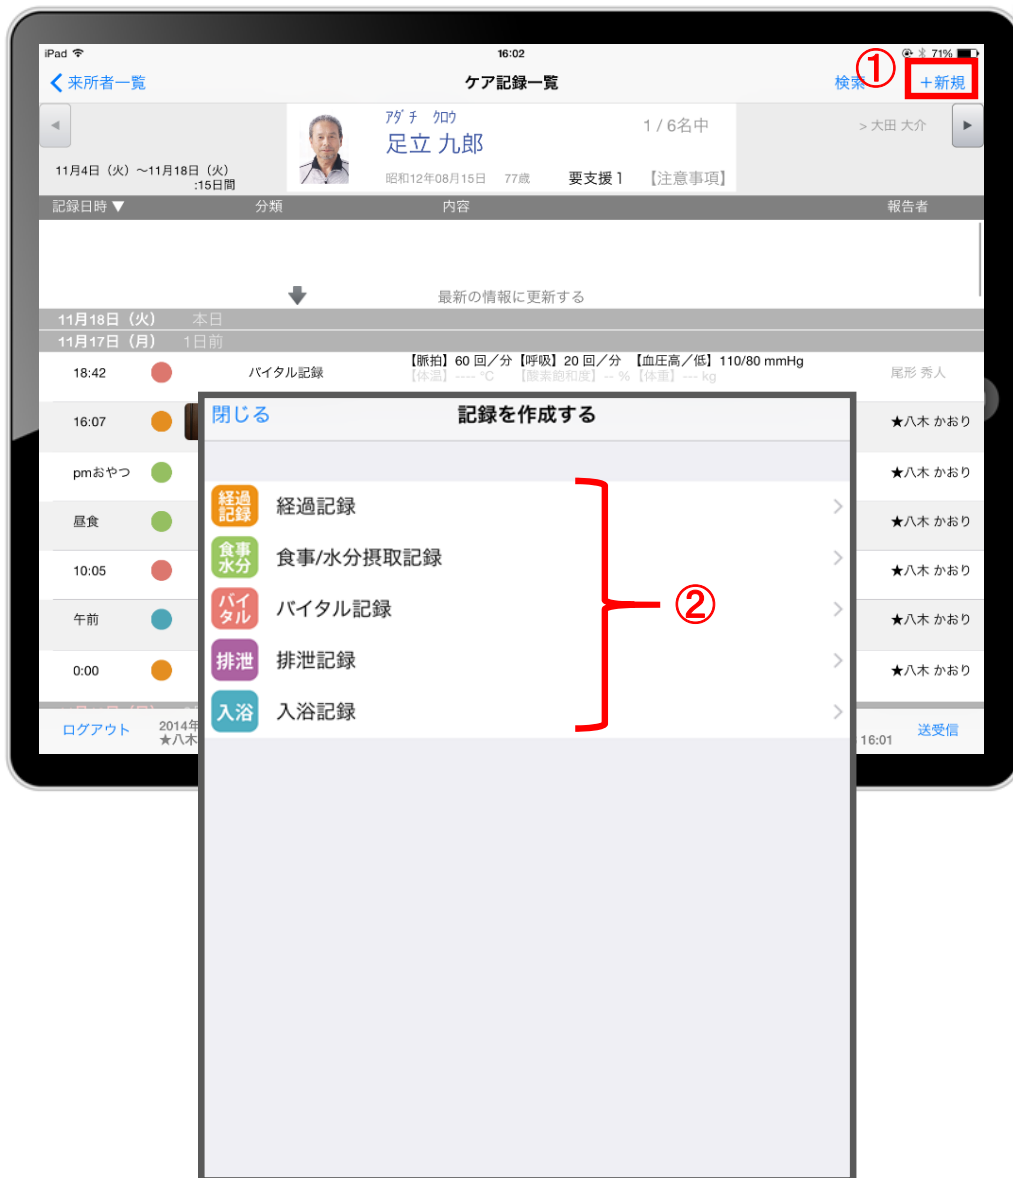 iPad 16:02 71%
① 
来所者一覧 ケア記録一覧 検索 +新規
アダチ クロウ
足立 九郎 1 / 6名中 > 大田 大介
11月4日(火)~11月18日(火)
:15日間
昭和12年08月15日 77歳 要支援1 【注意事項】
記録日時▼ 分類 内容 報告者
最新の情報に更新する
11月18日(火) 本日
11月17日(月) 1日前
18:42 バイタル記録 【脈拍】60 回/分【呼吸】20 回/分 【血圧高/低】110/80 mmHg 尾形 秀人
【体温】---- ℃ 【酸素飽和度】-- % 【体重】--- kg
16:07 ★八木 かおり
pmおやつ ★八木 かおり
昼食 ★八木 かおり
10:05 ★八木 かおり
午前 ★八木 かおり
0:00 ★八木 かおり
ログアウト 2014年 16:01 送受信
★八木
閉じる 記録を作成する
経過記録 経過記録
食事水分 食事/水分摂取記録
バイタル バイタル記録
②
排泄 排泄記録
入浴 入浴記録